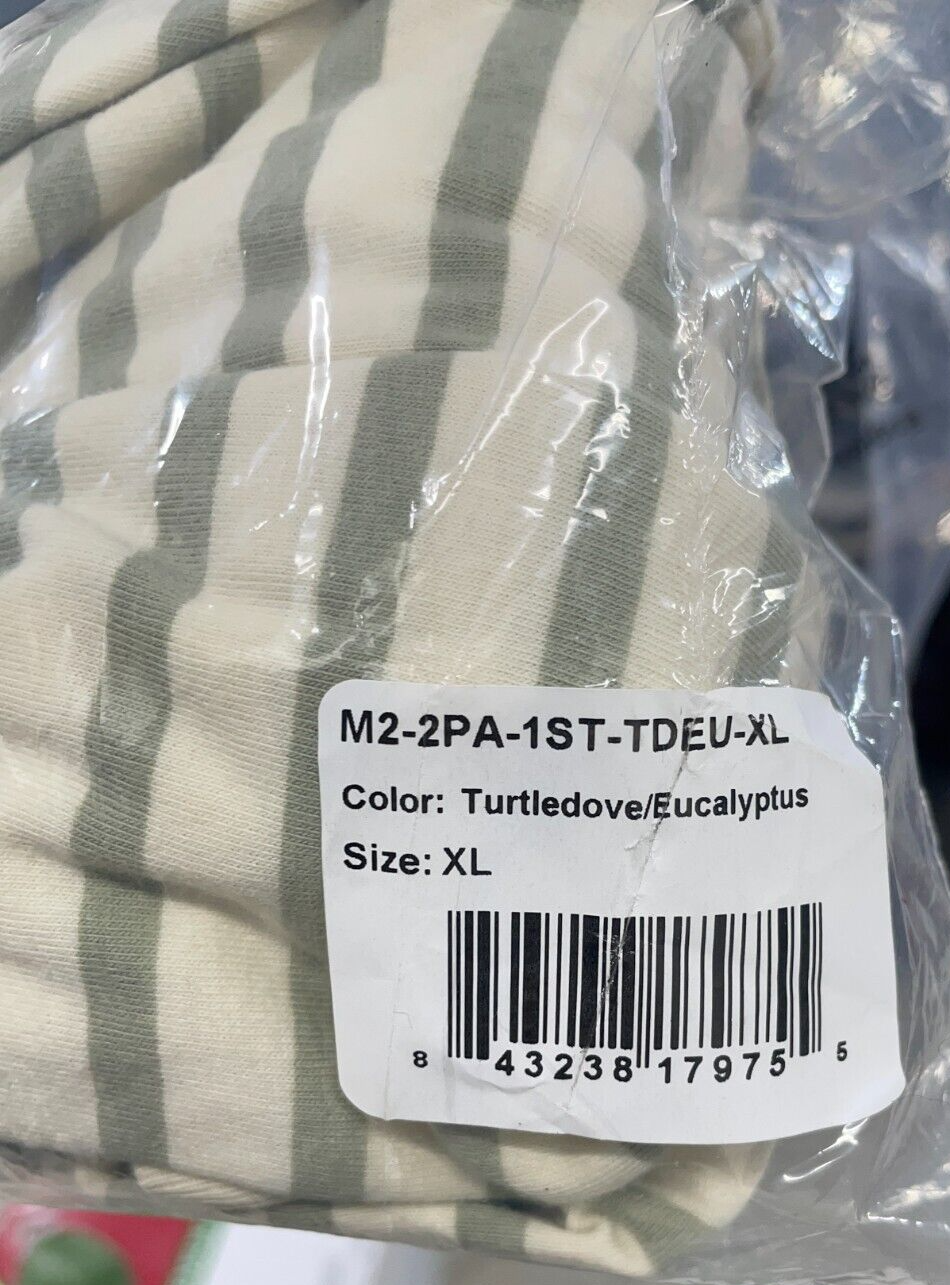 M2-2PA-1ST-TDEU-XL
Color: Turtledove/Eucalyptus
Size: XL
8 43238 17975 5